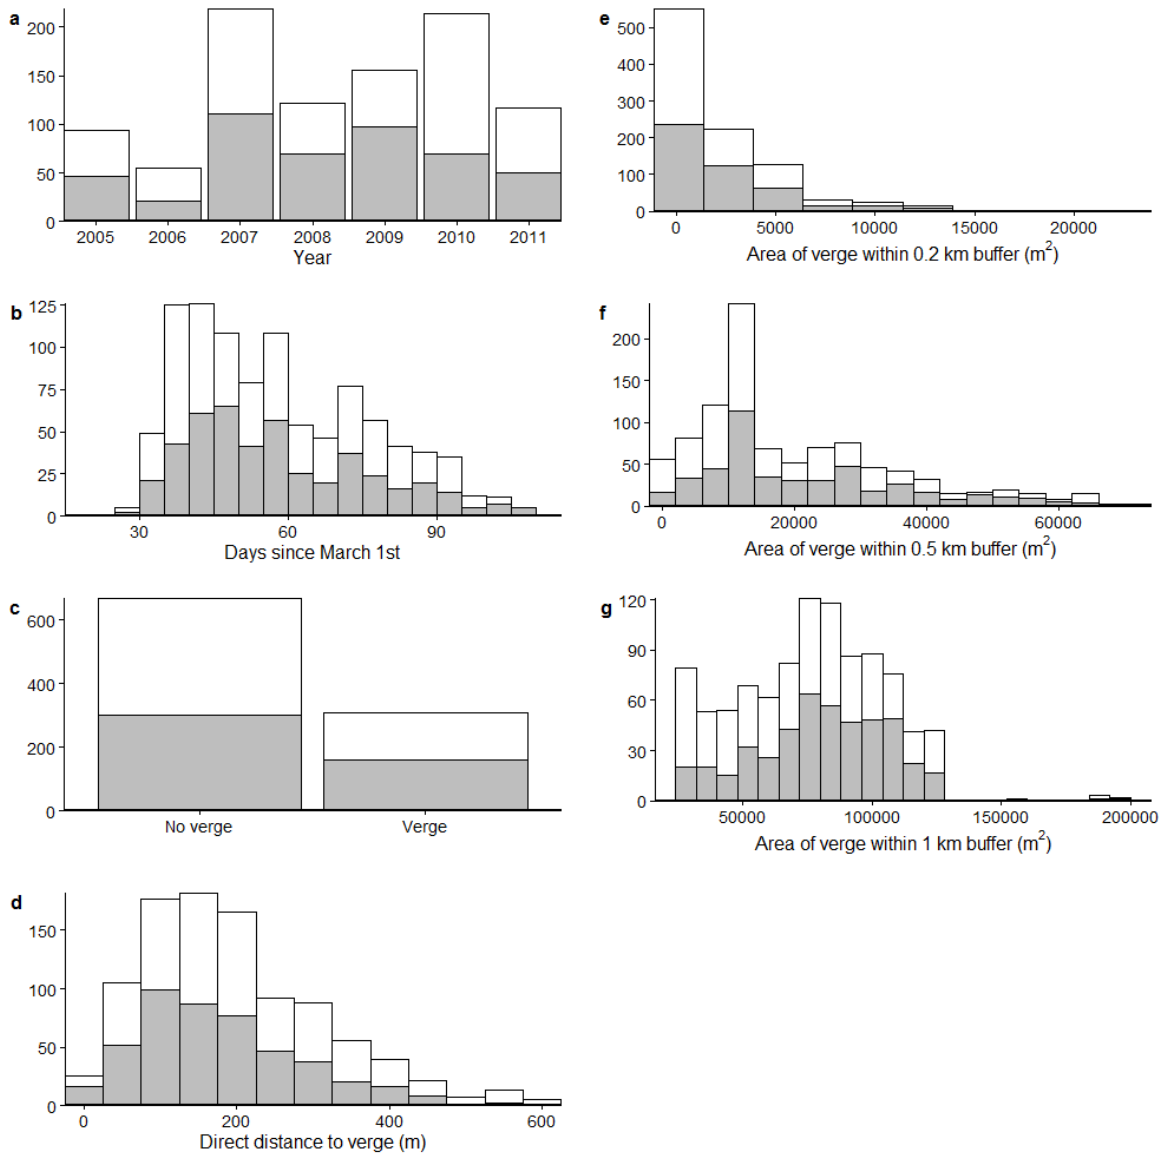 a
200
150
100
50
0
2005 2006 2007 2008 2009 2010 2011
Year
b
125
100
75
50
25
0
30 60 90
Days since March 1st
c
600
400
200
0
No verge Verge
d
150
100
50
0
0 200 400 600
Direct distance to verge (m)
e
500
400
300
200
100
0
0 5000 10000 15000 20000
Area of verge within 0.2 km buffer (m²)
f
200
150
100
50
0
0 20000 40000 60000
Area of verge within 0.5 km buffer (m²)
g
120
90
60
30
0
50000 100000 150000 200000
Area of verge within 1 km buffer (m²)